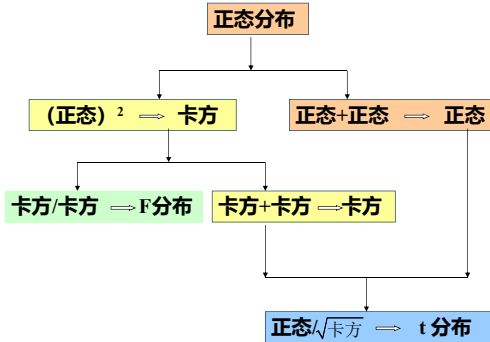 正态分布
（正态）² ⇒ 卡方
正态+正态 ⇒ 正态
卡方/卡方 ⇒F分布
卡方+卡方⇒卡方
正态/√卡方 ⇒ t 分布